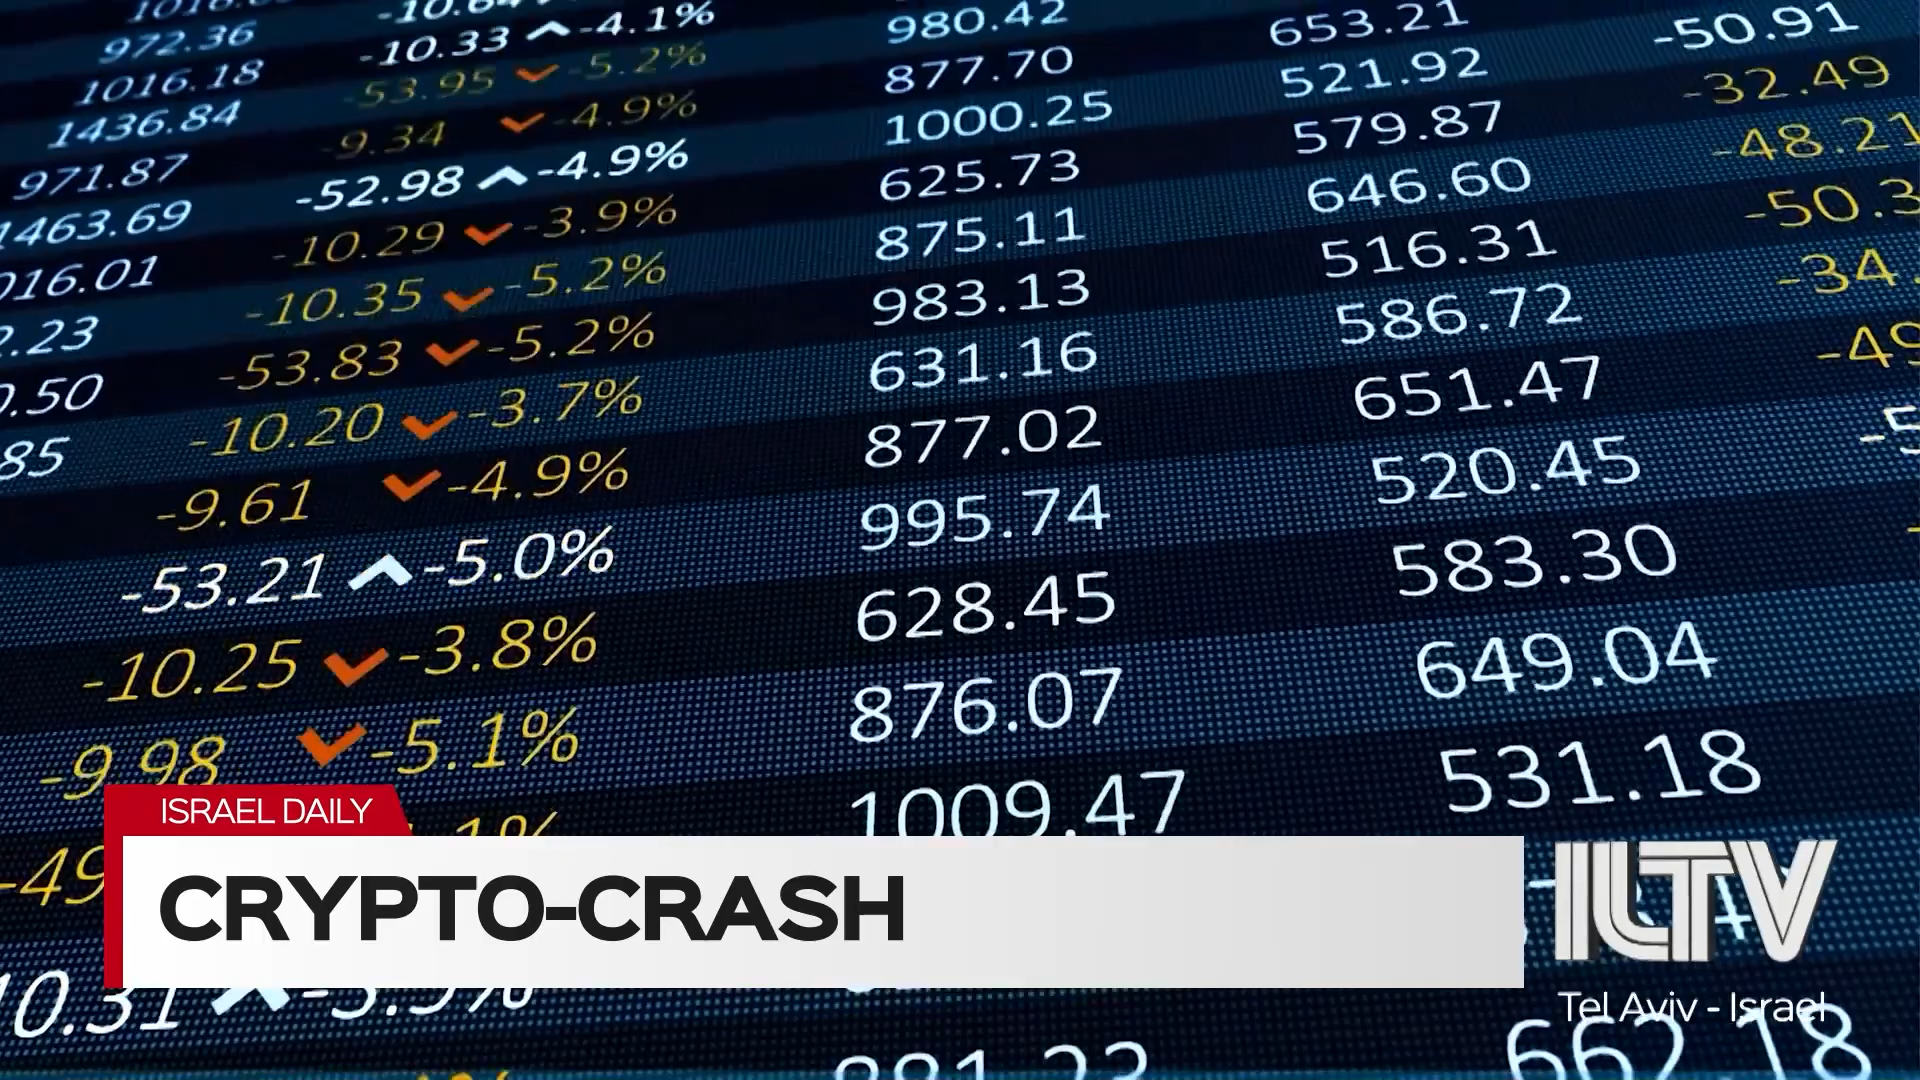 972.36 -10.33 -4.1% 980.42 653.21 -50.91
1016.18 -53.95 -5.2% 877.70 521.92 -32.49
1436.84 -9.34 -4.9% 1000.25 579.87 -48.21
971.87 -52.98 -4.9% 625.73 646.60
1463.69 -10.29 -3.9% 875.11 516.31
-10.35 -5.2% 983.13 586.72
-53.83 -5.2% 631.16 651.47
-10.20 -3.7% 877.02 520.45
-9.61 -4.9% 995.74 583.30
-53.21 -5.0% 628.45 649.04
-10.25 -3.8% 876.07 531.18
-9.98 -5.1% 1009.47
ISRAEL DAILY
CRYPTO-CRASH
ILTV
Tel Aviv - Israel
662.18